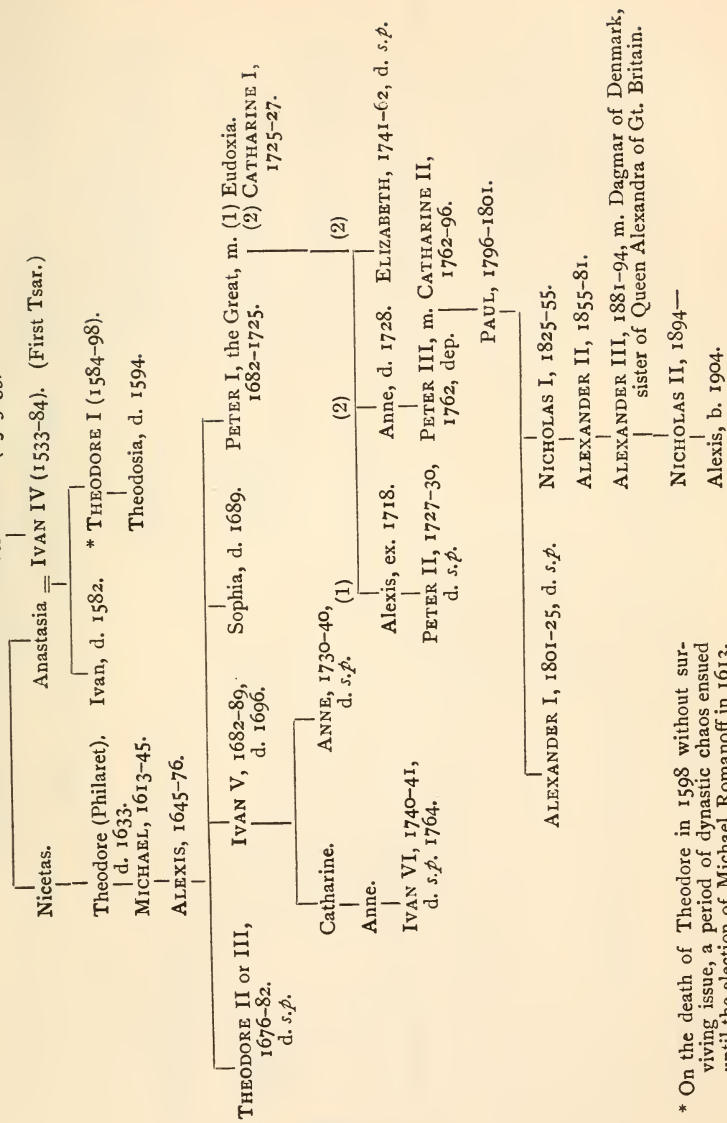 Nicetas.
Anastasia = IVAN IV (1533–84). (First Tsar.)
Theodore (Philaret).
d. 1633.
Ivan, d. 1582.
* THEODORE I (1584–98).
MICHAEL, 1613–45.
Theodosia, d. 1594.
ALEXIS, 1645–76.
THEODORE II or III,
1676–82.
d. s.p.
IVAN V, 1682–89,
d. 1696.
Sophia, d. 1689.
PETER I, the Great, m. (1) Eudoxia.
1682–1725.
(2) CATHARINE I,
1725–27.
Catharine.
ANNE, 1730–40,
d. s.p.
(1)
(2)
(2)
Anne.
Alexis, ex. 1718.
Anne, d. 1728.
ELIZABETH, 1741–62, d. s.p.
IVAN VI, 1740–41,
d. s.p. 1764.
PETER II, 1727–30,
d. s.p.
PETER III, m. CATHARINE II,
1762, dep.
1762–96.
PAUL, 1796–1801.
ALEXANDER I, 1801–25, d. s.p.
NICHOLAS I, 1825–55.
ALEXANDER II, 1855–81.
ALEXANDER III, 1881–94, m. Dagmar of Denmark,
sister of Queen Alexandra of Gt. Britain.
NICHOLAS II, 1894—
Alexis, b. 1904.
* On the death of Theodore in 1598 without sur-
viving issue, a period of dynastic chaos ensued
until the election of Michael Romanoff in 1613.